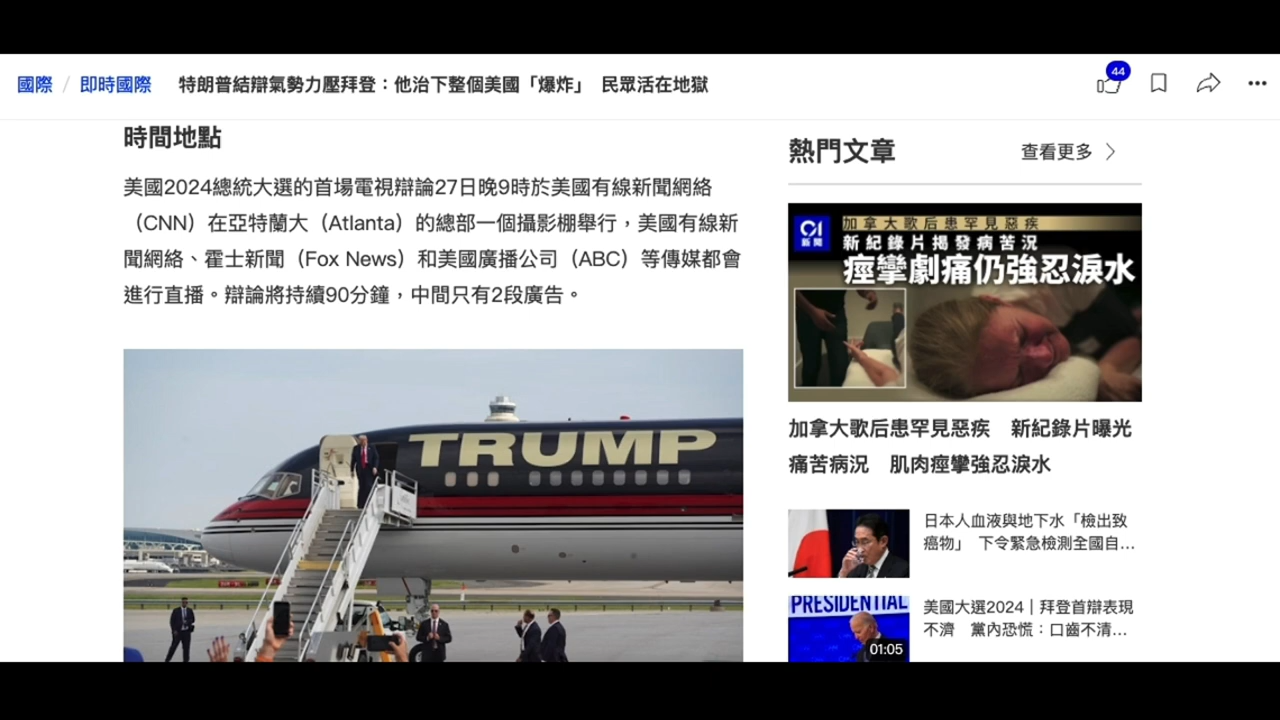 國際 / 即時國際 特朗普結辯氣勢力壓拜登：他治下整個美國「爆炸」 民眾活在地獄
44
時間地點
美國2024總統大選的首場電視辯論27日晚9時於美國有線新聞網絡
（CNN）在亞特蘭大（Atlanta）的總部一個攝影棚舉行，美國有線新
聞網絡、霍士新聞（Fox News）和美國廣播公司（ABC）等傳媒都會
進行直播。辯論將持續90分鐘，中間只有2段廣告。
TRUMP
熱門文章
查看更多
01
新聞
加拿大歌后患罕見惡疾
新紀錄片揭發病苦況
痙攣劇痛仍強忍淚水
加拿大歌后患罕見惡疾 新紀錄片曝光
痛苦病況 肌肉痙攣強忍淚水
日本人血液與地下水「檢出致
癌物」 下令緊急檢測全國自...
PRESIDENTIAL
01:05
美國大選2024｜拜登首辯表現
不濟 黨內恐慌：口齒不清...